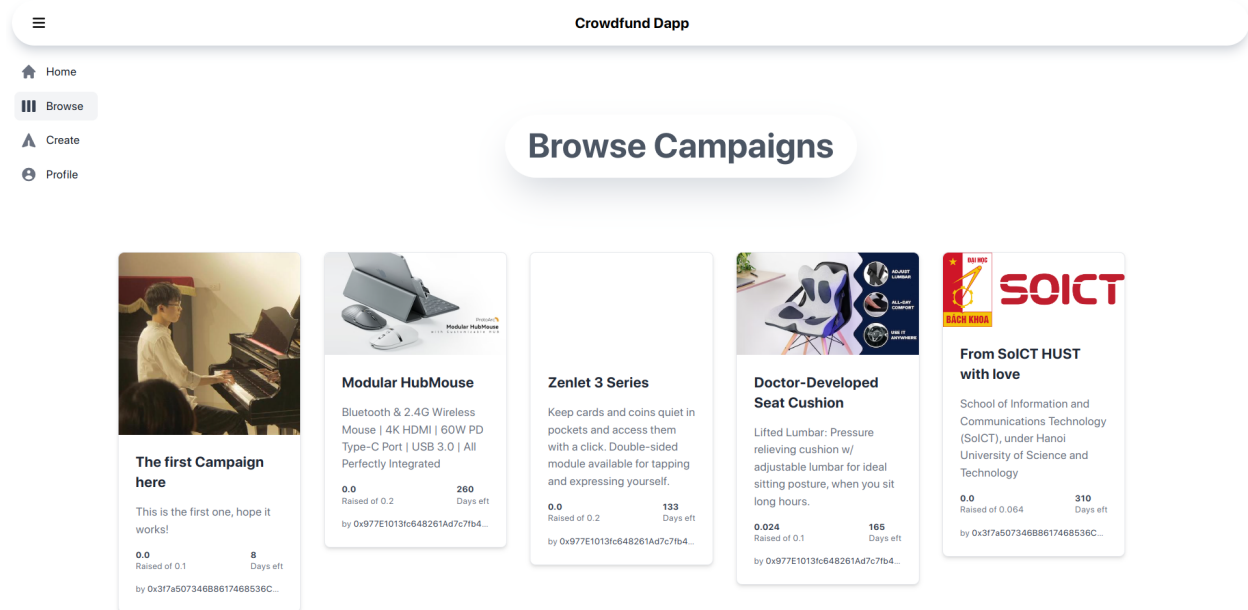 Crowdfund Dapp
Home
Browse
Create
Profile
Browse Campaigns
The first Campaign
here
This is the first one, hope it
works!
0.0
8
Raised of 0.1
Days eft
by 0x3f7a507346B8617468536C...
Modular HubMouse
Modular HubMouse
Bluetooth & 2.4G Wireless
Mouse | 4K HDMI | 60W PD
Type-C Port | USB 3.0 | All
Perfectly Integrated
0.0
260
Raised of 0.2
Days eft
by 0x977E1013fc648261Ad7c7fb4...
Zenlet 3 Series
Keep cards and coins quiet in
pockets and access them
with a click. Double-sided
module available for tapping
and expressing yourself.
0.0
133
Raised of 0.2
Days eft
by 0x977E1013fc648261Ad7c7fb4...
ADJUST
LUMBAR
ALL-DAY
COMFORT
USE IT
ANYWHERE
Doctor-Developed
Seat Cushion
Lifted Lumbar: Pressure
relieving cushion w/
adjustable lumbar for ideal
sitting posture, when you sit
long hours.
0.024
165
Raised of 0.1
Days eft
by 0x977E1013fc648261Ad7c7fb4...
ĐẠI HỌC
BÁCH KHOA
SOICT
From SoICT HUST
with love
School of Information and
Communications Technology
(SoICT), under Hanoi
University of Science and
Technology
0.0
310
Raised of 0.064
Days eft
by 0x3f7a507346B8617468536C...